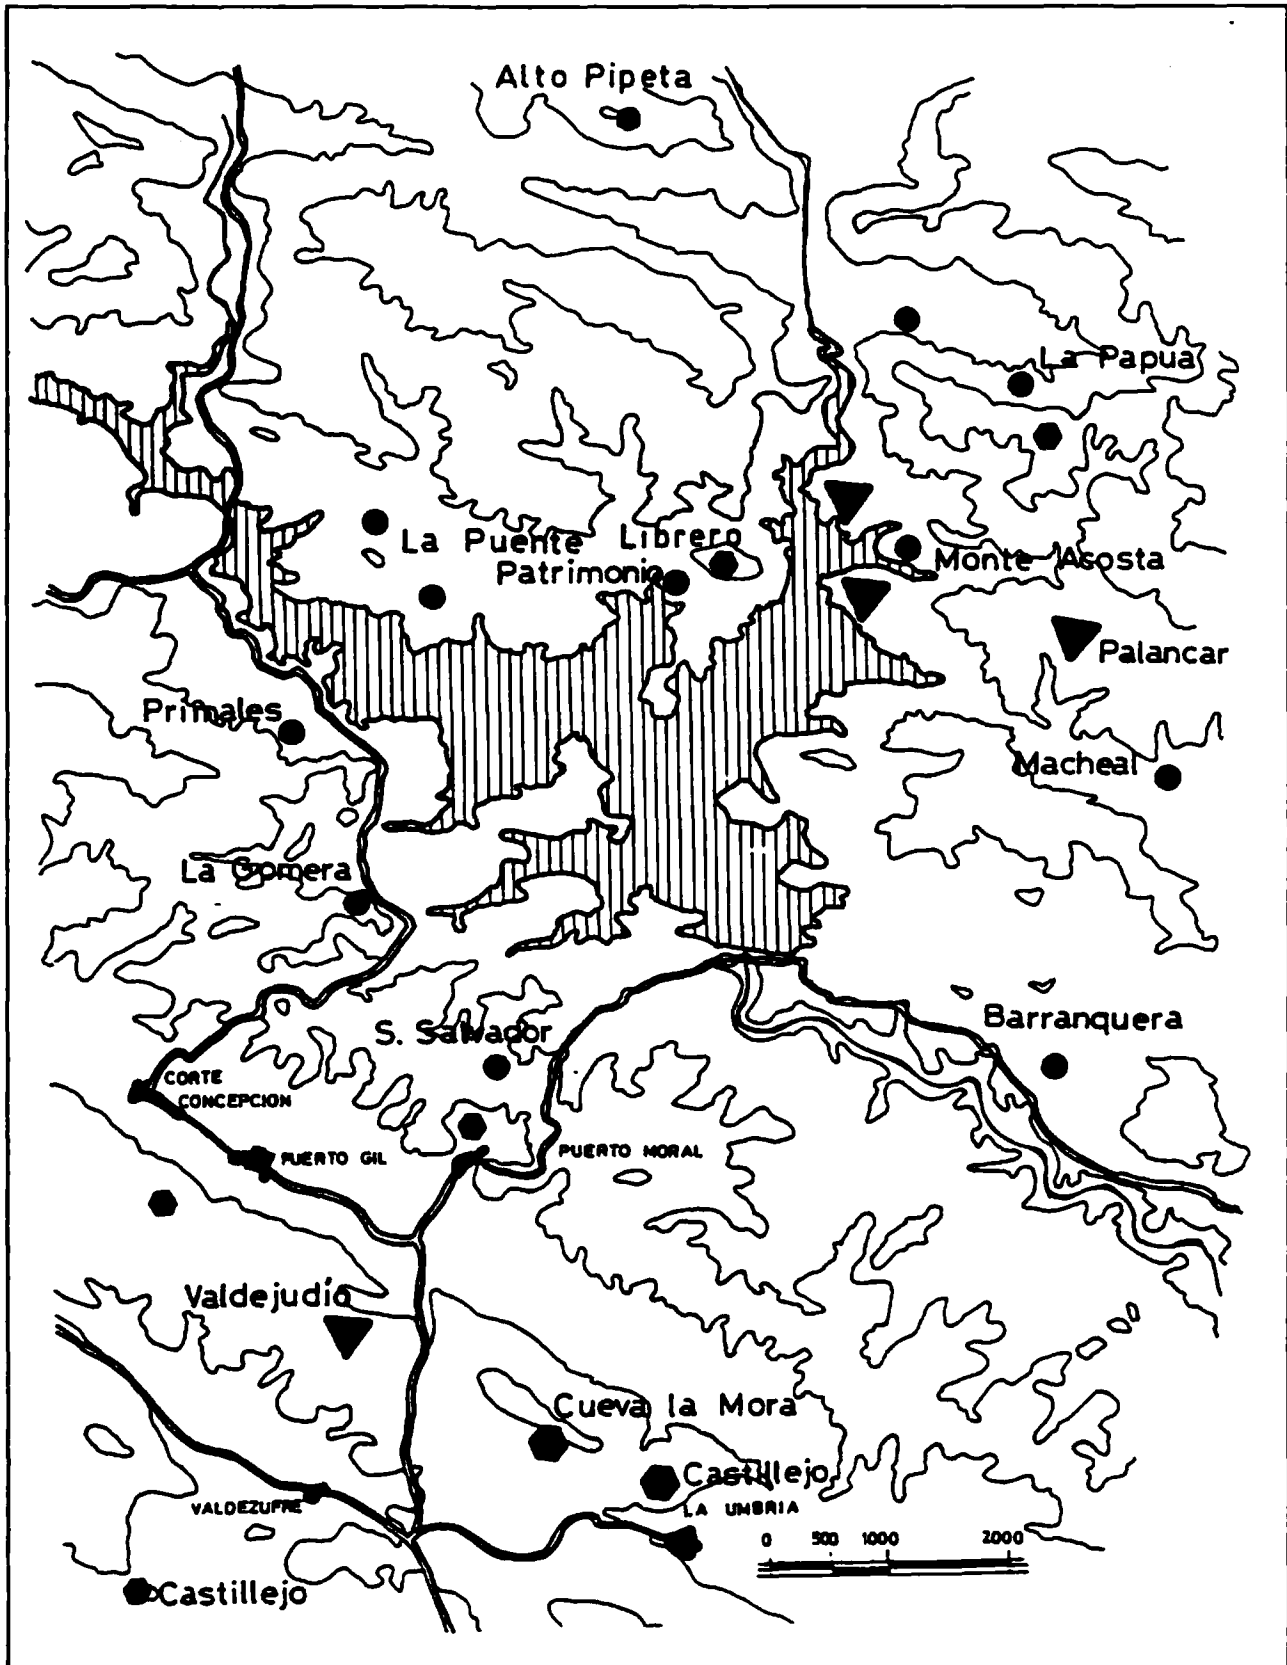 Alto Pipeta
La Papua
La Puente
Librero
Patrimonio
Monte Acosta
Palancar
Primales
Macheal
La Gomera
Barranquera
S. Salvador
CORTE
CONCEPCION
PUERTO GIL
PUERTO MORAL
Valdejudío
Cueva la Mora
Castillejo
LA UMBRIA
VALDEZUFRE
0 500 1000 2000
Castillejo